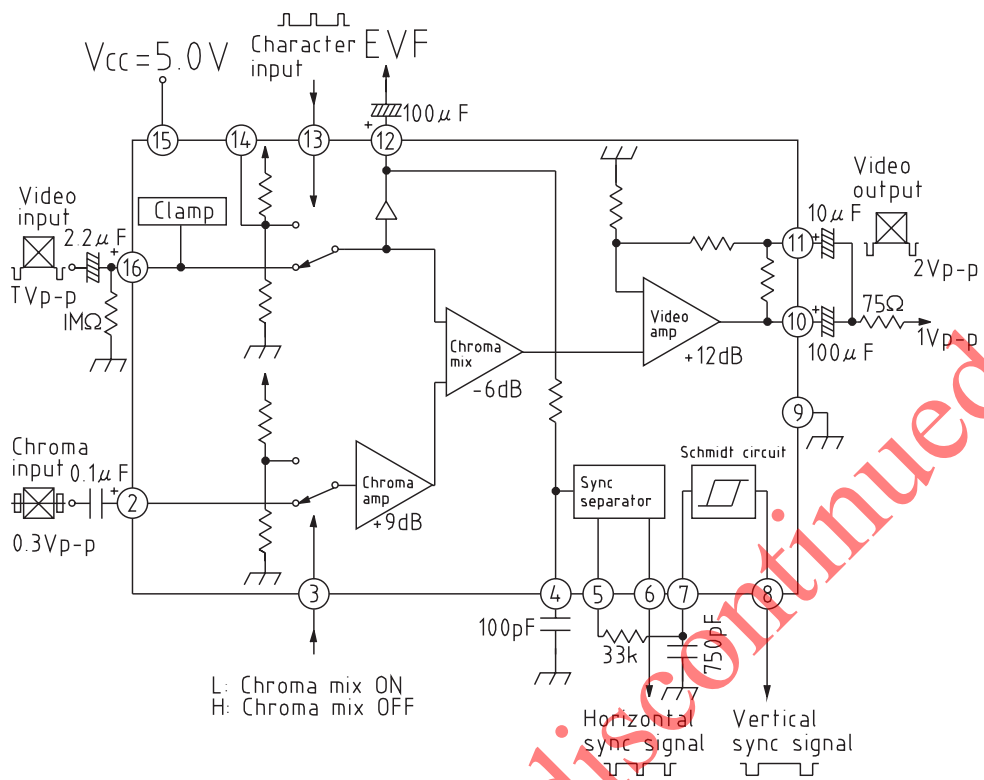 Vcc=5.0V
Character
input
EVF
100μF
+
15
14
13
12
Video
input
2.2μF
+
16
TVp-p
1MΩ
Clamp
Video
output
10μF
+
11
2Vp-p
75Ω
+
10
100μF
1Vp-p
Chroma
mix
-6dB
Video
amp
+12dB
9
Chroma
input
0.1μF
+
2
0.3Vp-p
Chroma
amp
+9dB
Sync
separator
Schmidt circuit
3
4
5
6
7
8
100pF
33k
750pF
L: Chroma mix ON
H: Chroma mix OFF
Horizontal
sync signal
Vertical
sync signal
discontinued